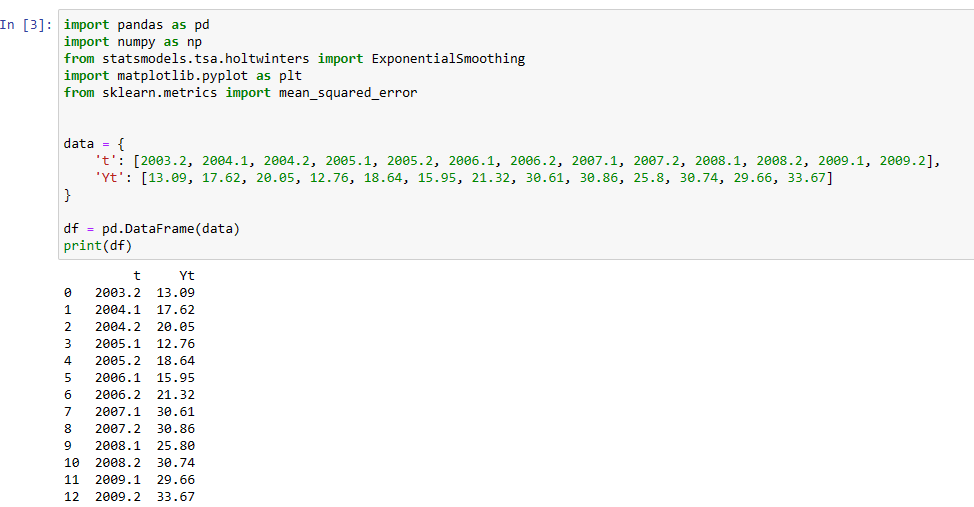 In [3]: import pandas as pd
import numpy as np
from statsmodels.tsa.holtwinters import ExponentialSmoothing
import matplotlib.pyplot as plt
from sklearn.metrics import mean_squared_error
data = {
    't': [2003.2, 2004.1, 2004.2, 2005.1, 2005.2, 2006.1, 2006.2, 2007.1, 2007.2, 2008.1, 2008.2, 2009.1, 2009.2],
    'Yt': [13.09, 17.62, 20.05, 12.76, 18.64, 15.95, 21.32, 30.61, 30.86, 25.8, 30.74, 29.66, 33.67]
}
df = pd.DataFrame(data)
print(df)
t Yt
0 2003.2 13.09
1 2004.1 17.62
2 2004.2 20.05
3 2005.1 12.76
4 2005.2 18.64
5 2006.1 15.95
6 2006.2 21.32
7 2007.1 30.61
8 2007.2 30.86
9 2008.1 25.80
10 2008.2 30.74
11 2009.1 29.66
12 2009.2 33.67